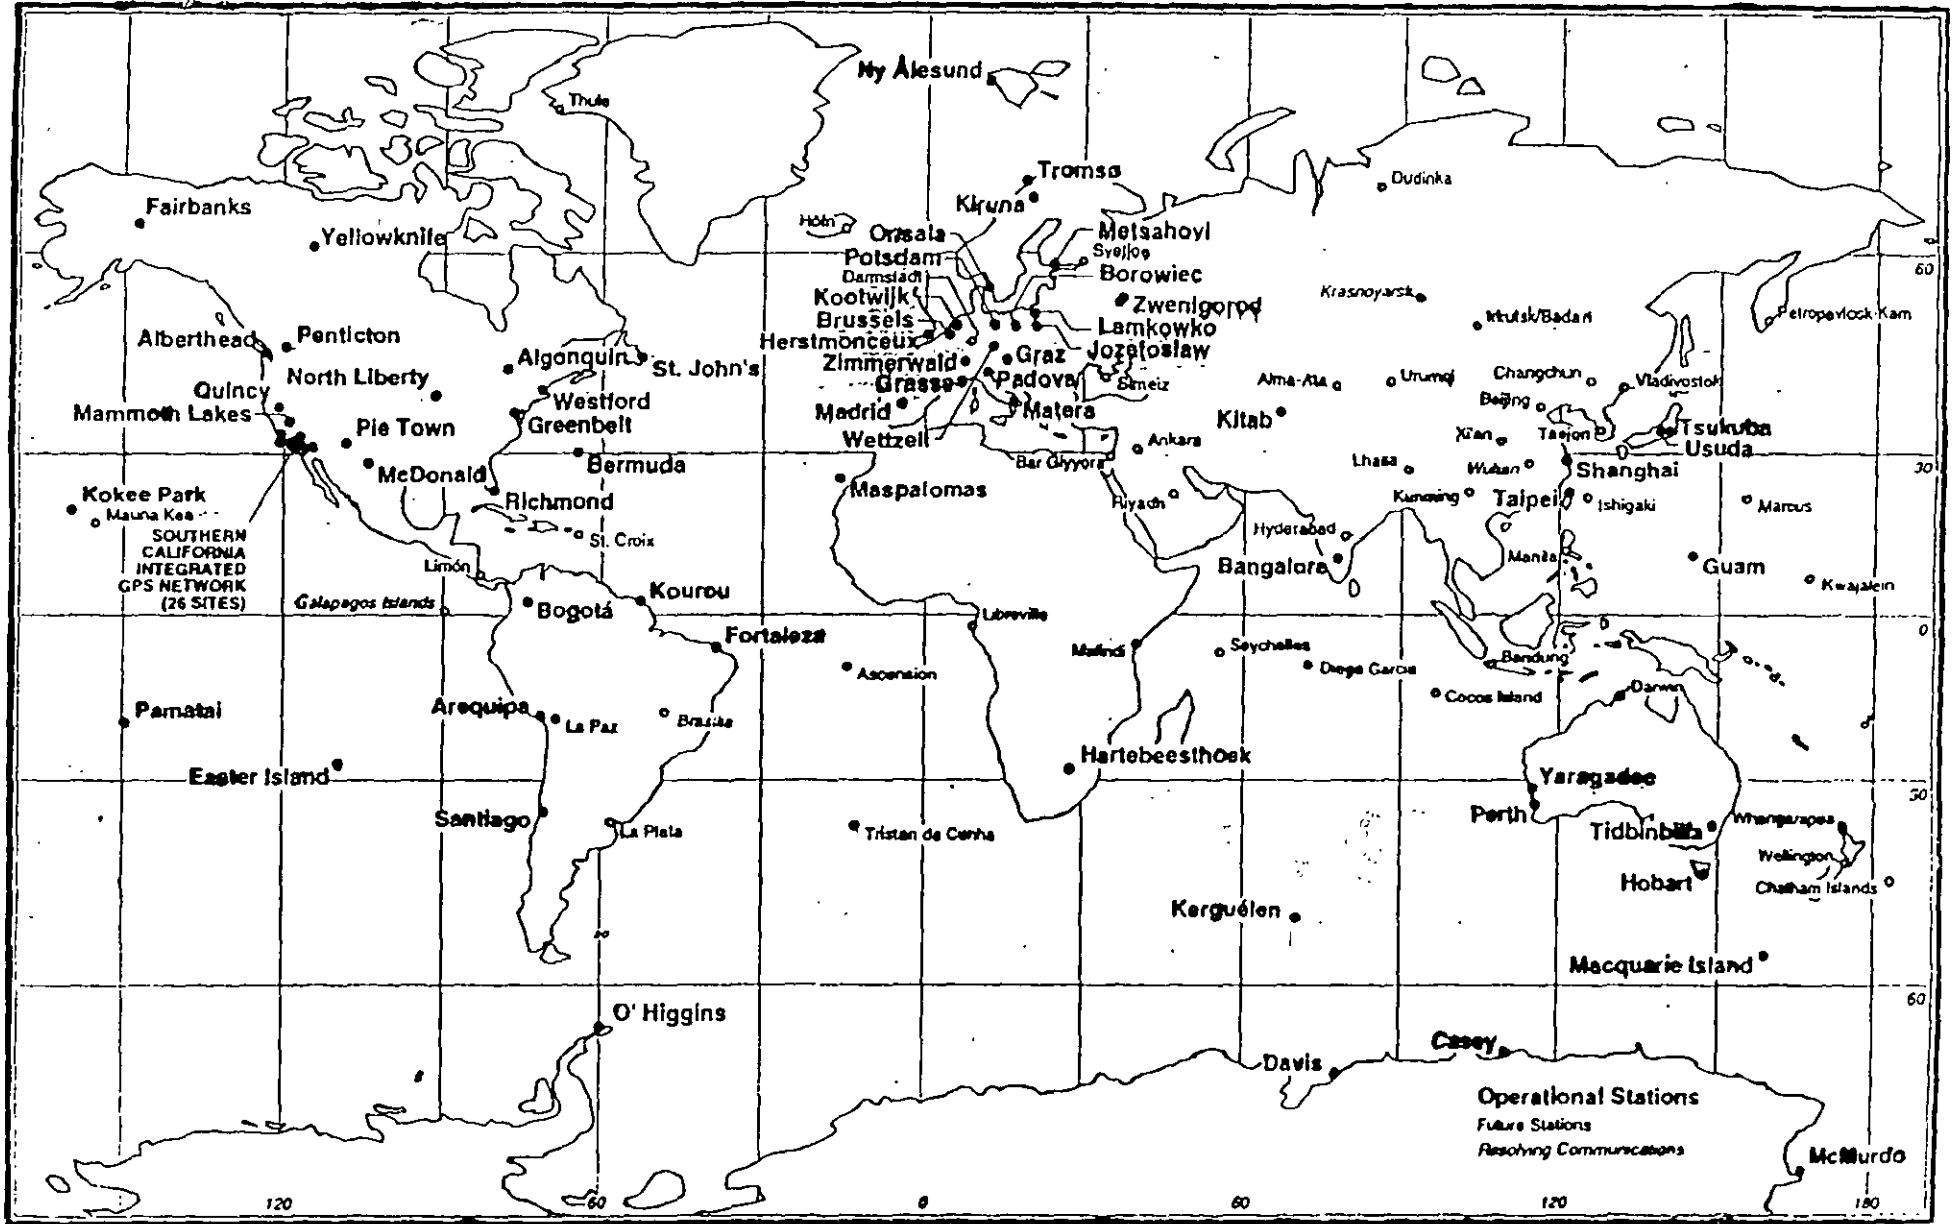 Ny Ålesund
Thule
Tromsø
Dudinka
Kiruna
Fairbanks
Yellowknife
Höfn
Onsala
Metsahovi
Potsdam
Darmstadt
Borowiec
60
Kootwijk
Krasnoyarsk
Zwenigorod
Brussels
Lamkowko
Irkutsk/Badari
Petropavlosk-Kam
Alberthead
Penticton
Herstmonceux
Jozefoslaw
Algonquin
St. John's
Zimmerwald
Graz
North Liberty
Grasse
Padova
Simeiz
Alma-Ata
Urumqi
Changchun
Vladivostok
Quincy
Westford
Madrid
Matera
Kitab
Beijing
Mammoth Lakes
Pie Town
Greenbelt
Wettzell
Ankara
Xi'an
Taejon
Tsukuba
Usuda
McDonald
Bermuda
Bar Giyyora
Lhasa
Wuhan
Shanghai
30
Kokee Park
Richmond
Maspalomas
Riyadh
Kunming
Taipei
Ishigaki
Marcus
Mauna Kea
SOUTHERN
CALIFORNIA
INTEGRATED
GPS NETWORK
(26 SITES)
St. Croix
Hyderabad
Limón
Bangalore
Manila
Guam
Kwajalein
Galapagos Islands
Bogotá
Kourou
Libreville
0
Fortaleza
Malindi
Seychelles
Bandung
Ascension
Diego Garcia
Pamatai
Arequipa
La Paz
Brasilia
Cocos Island
Darwin
Easter Island
Hartebeesthoek
Yaragadee
30
Santiago
La Plata
Tristan de Cunha
Perth
Tidbinbilla
Whangarapea
Wellington
Hobart
Chatham Islands
Kerguelen
Macquarie Island
60
O' Higgins
Casey
Davis
Operational Stations
Future Stations
Resolving Communications
McMurdo
120
60
0
60
120
180